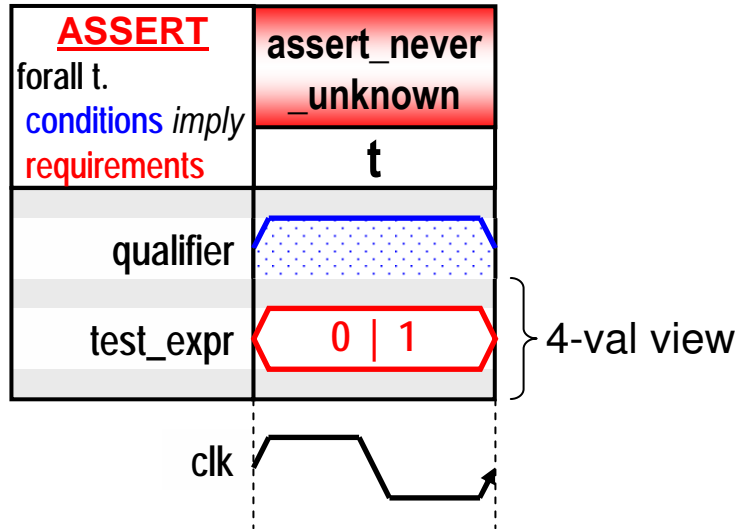 ASSERT
forall t.
conditions imply
requirements
assert_never
_unknown
t
qualifier
test_expr
0 | 1
4-val view
clk